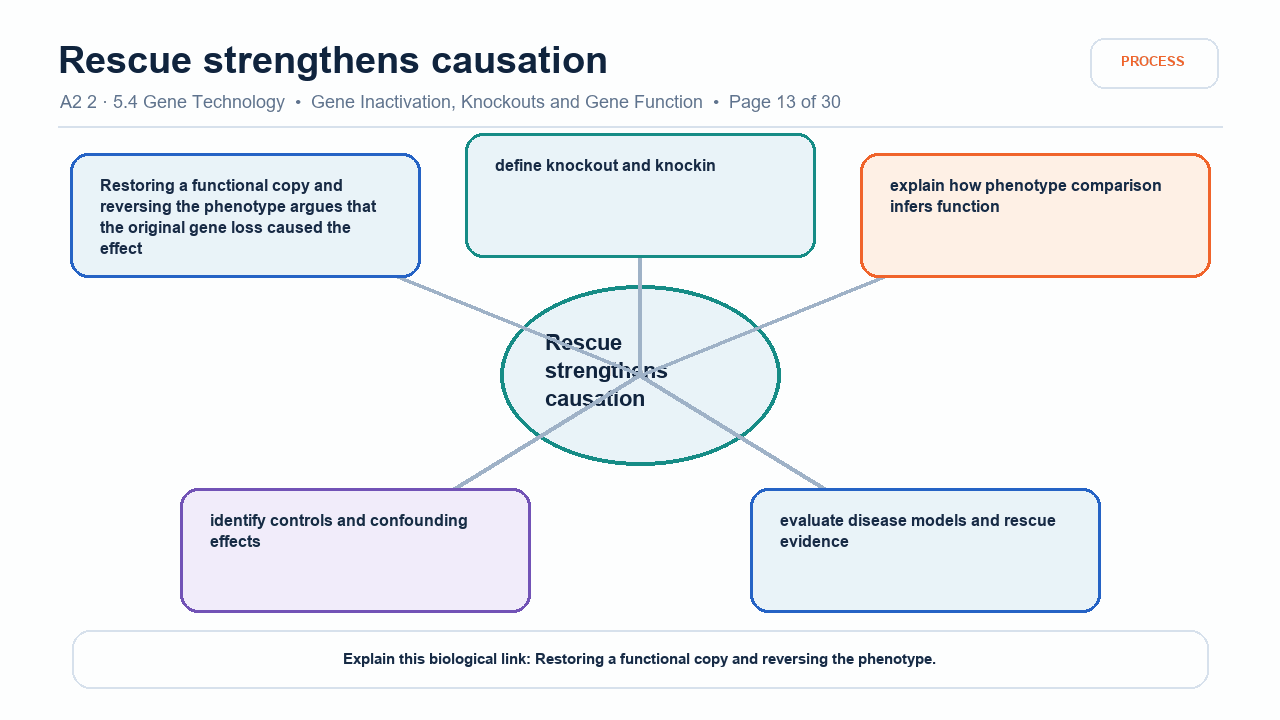 Rescue strengthens causation
PROCESS
A2 2 · 5.4 Gene Technology • Gene Inactivation, Knockouts and Gene Function • Page 13 of 30
Restoring a functional copy and
reversing the phenotype argues that
the original gene loss caused the
effect
define knockout and knockin
explain how phenotype comparison
infers function
Rescue
strengthens
causation
identify controls and confounding
effects
evaluate disease models and rescue
evidence
Explain this biological link: Restoring a functional copy and reversing the phenotype.